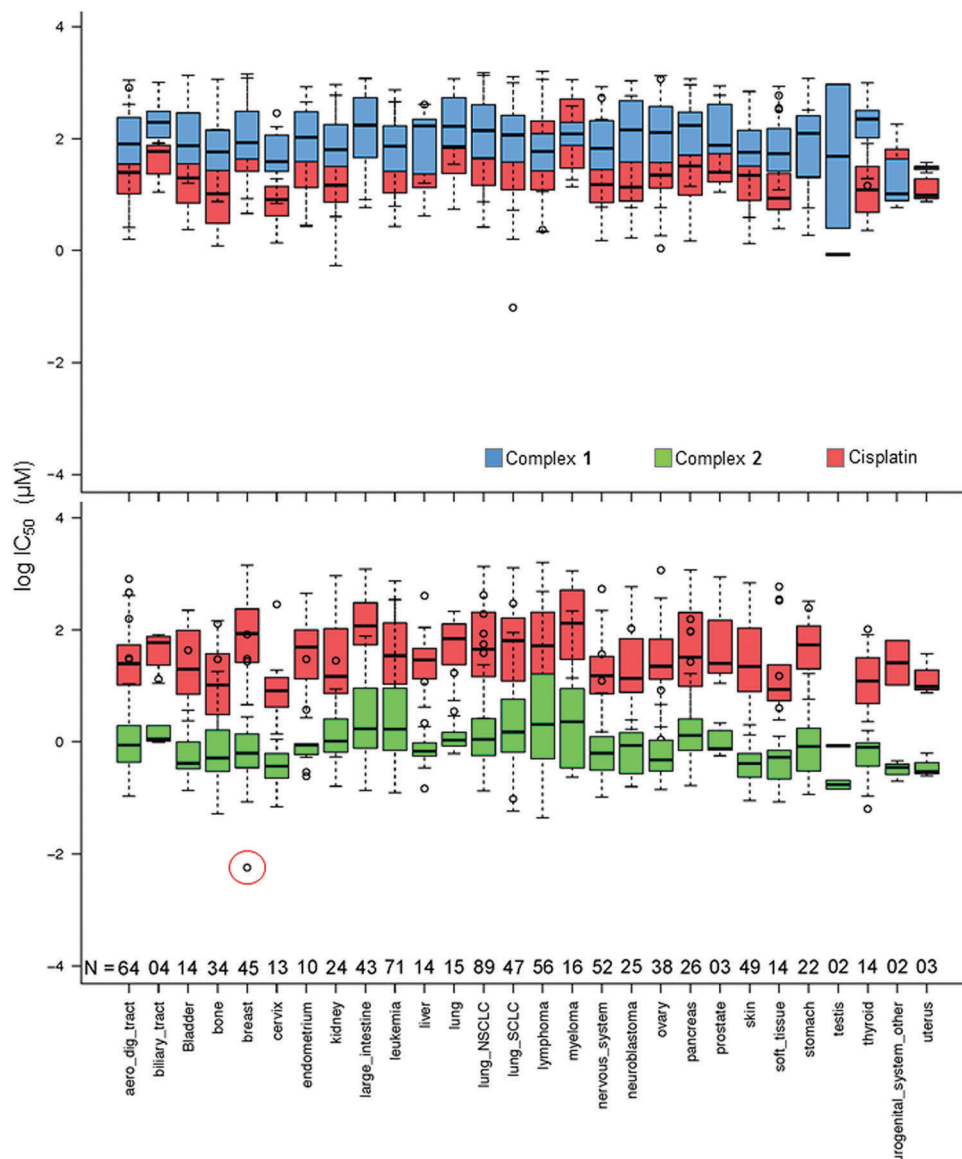 4
2
0
−2
−4
Complex 1
Complex 2
Cisplatin
log IC50 (µM)
4
2
0
−2
−4
N = 64 04 14 34 45 13 10 24 43 71 14 15 89 47 56 16 52 25 38 26 03 49 14 22 02 14 02 03
aero_dig_tract
biliary_tract
Bladder
bone
breast
cervix
endometrium
kidney
large_intestine
leukemia
liver
lung
lung_NSCLC
lung_SCLC
lymphoma
myeloma
nervous_system
neuroblastoma
ovary
pancreas
prostate
skin
soft_tissue
stomach
testis
thyroid
urogenital_system_other
uterus